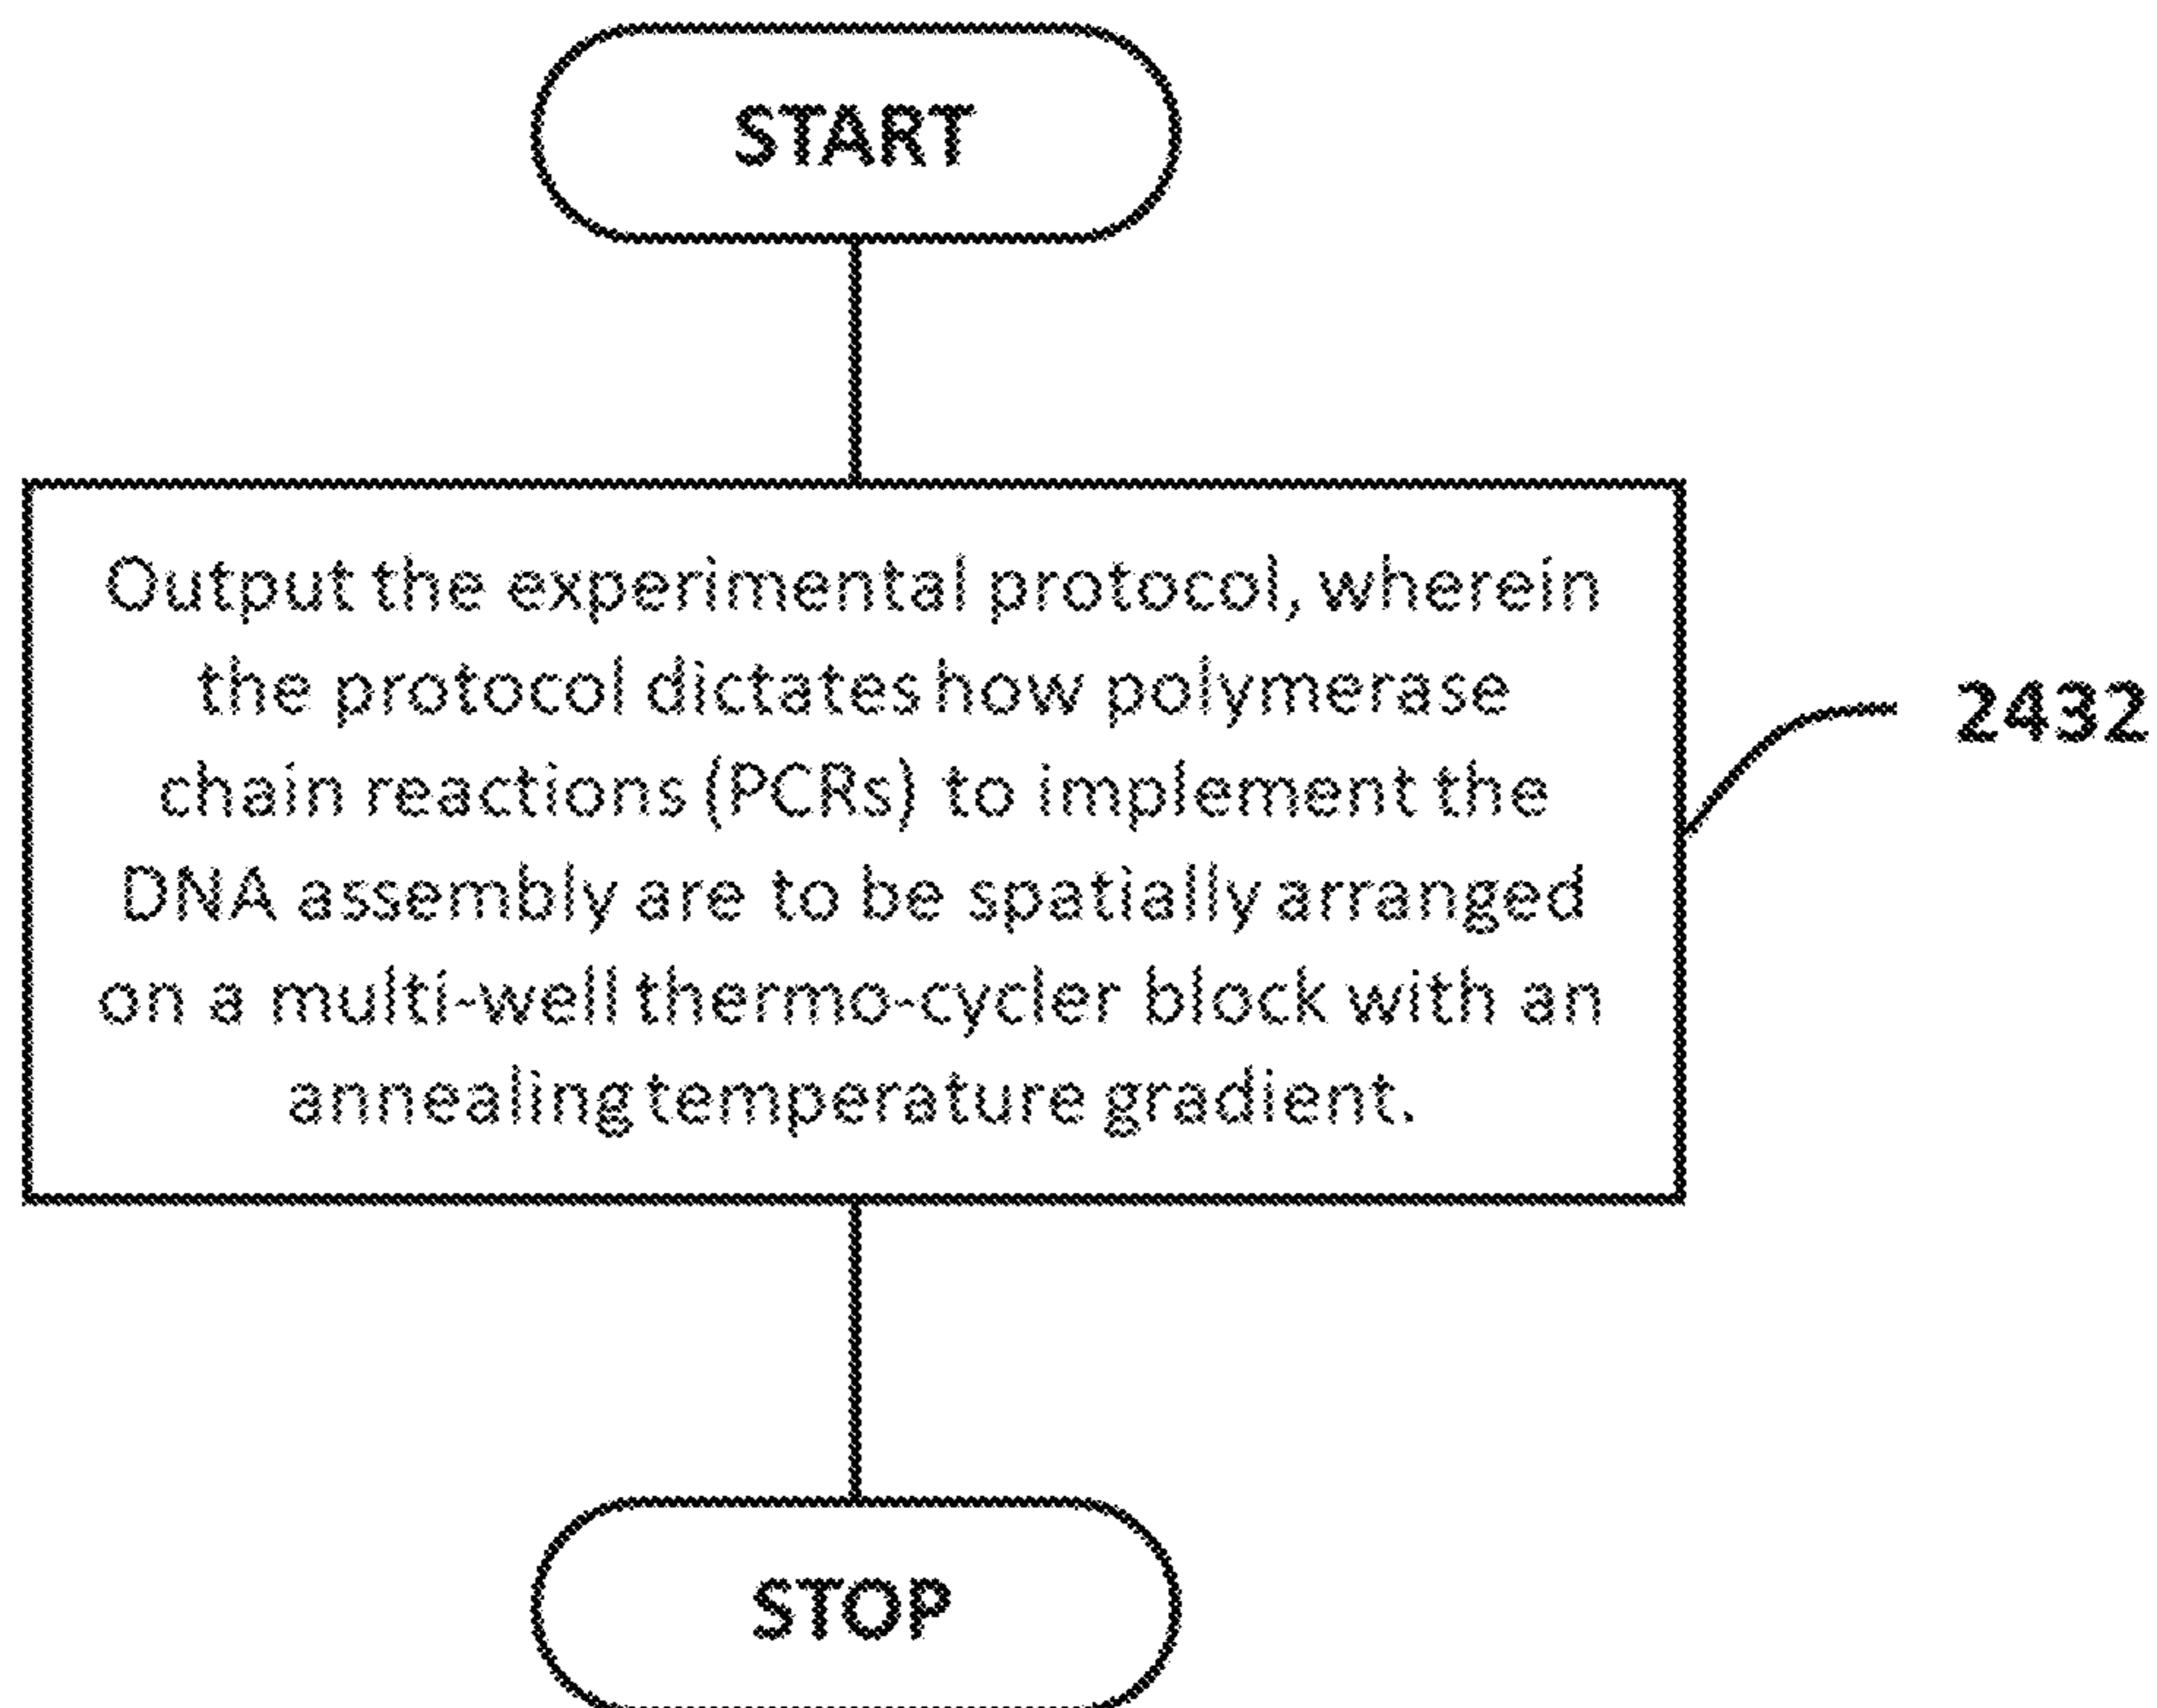 START
Output the experimental protocol, wherein
the protocol dictates how polymerase
chain reactions (PCRs) to implement the
DNA assembly are to be spatially arranged
on a multi-well thermo-cycler block with an
annealing temperature gradient.
2432
STOP